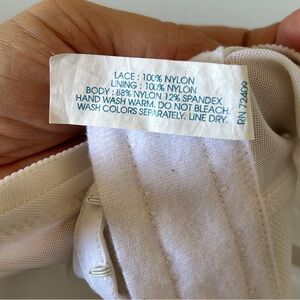 LACE : 100% NYLON
LINING : 100% NYLON
BODY : 88% NYLON 12% SPANDEX
HAND WASH WARM. DO NOT BLEACH.
WASH COLORS SEPARATELY. LINE DRY.
RN 72409